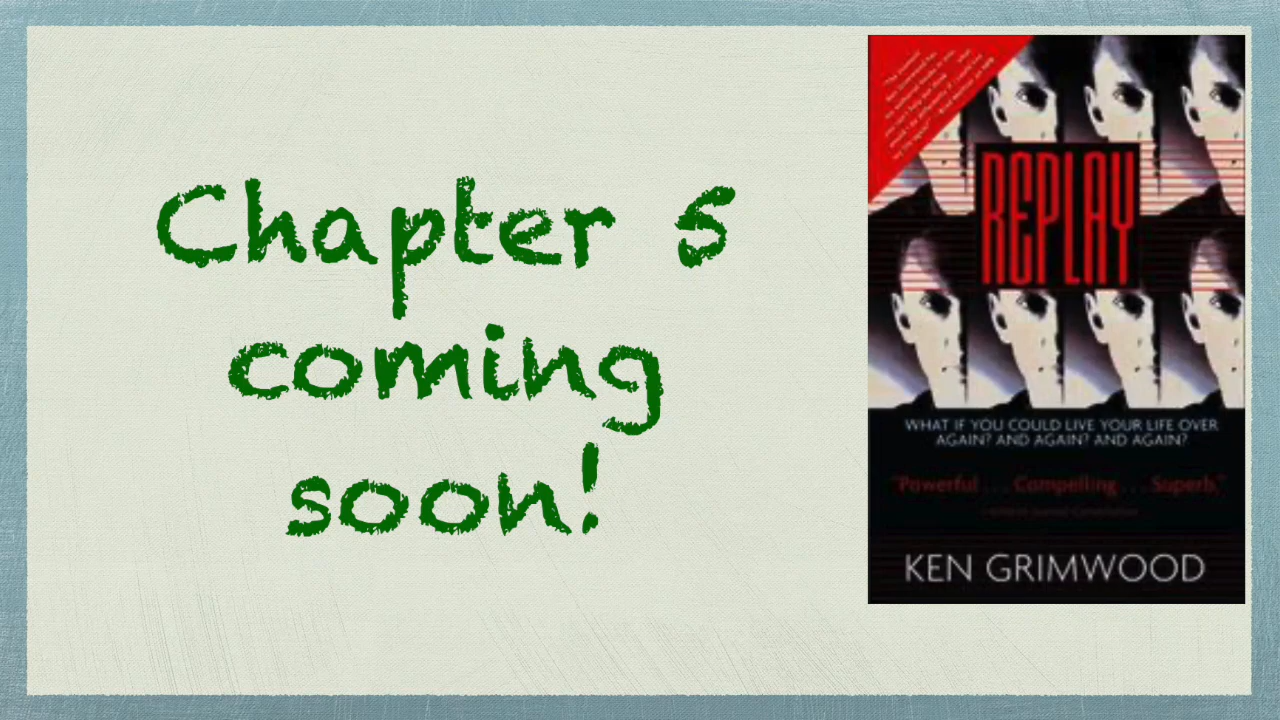 Chapter 5
coming
soon!
REPLAY
WHAT IF YOU COULD LIVE YOUR LIFE OVER
AGAIN? AND AGAIN? AND AGAIN?
"Powerful . . . Compelling . . . Superb."
KEN GRIMWOOD